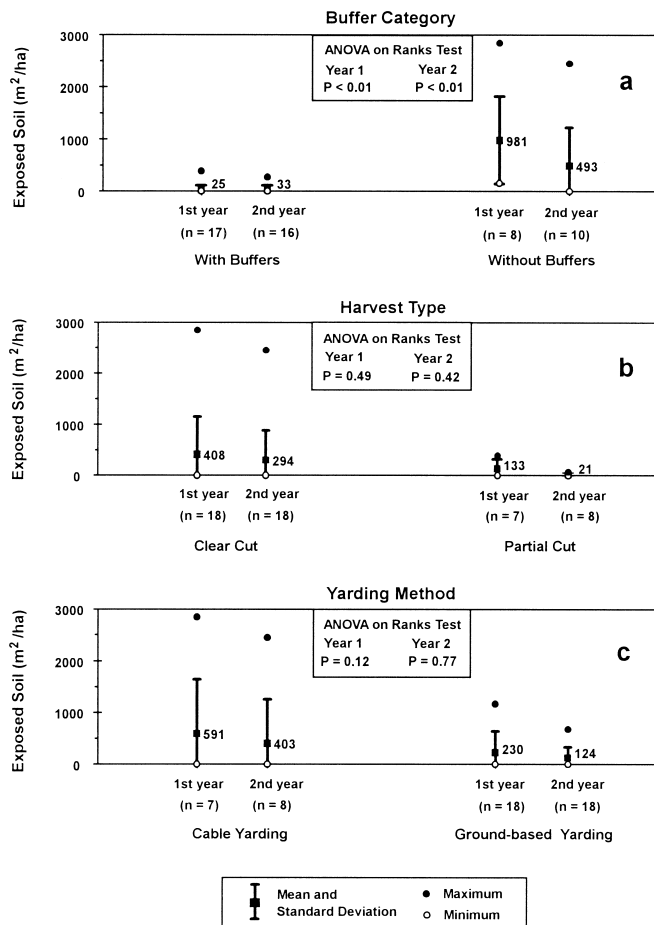 Buffer Category
Exposed Soil (m²/ha)
3000
2000
1000
0
ANOVA on Ranks Test
Year 1 Year 2
P < 0.01 P < 0.01
a
25 33 981 493
1st year 2nd year 1st year 2nd year
(n = 17) (n = 16) (n = 8) (n = 10)
With Buffers Without Buffers
Harvest Type
Exposed Soil (m²/ha)
3000
2000
1000
0
ANOVA on Ranks Test
Year 1 Year 2
P = 0.49 P = 0.42
b
408 294 133 21
1st year 2nd year 1st year 2nd year
(n = 18) (n = 18) (n = 7) (n = 8)
Clear Cut Partial Cut
Yarding Method
Exposed Soil (m²/ha)
3000
2000
1000
0
ANOVA on Ranks Test
Year 1 Year 2
P = 0.12 P = 0.77
c
591 403 230 124
1st year 2nd year 1st year 2nd year
(n = 7) (n = 8) (n = 18) (n = 18)
Cable Yarding Ground-based Yarding
Mean and
Standard Deviation
Maximum
Minimum